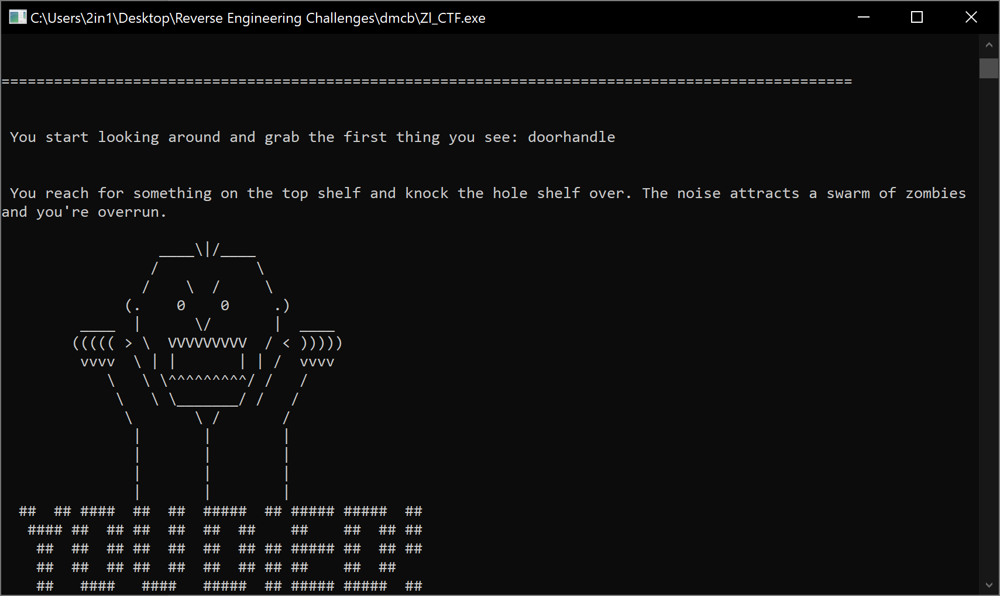 C:\Users\2in1\Desktop\Reverse Engineering Challenges\dmcb\Zl_CTF.exe
=================================================================================================
You start looking around and grab the first thing you see: doorhandle
You reach for something on the top shelf and knock the hole shelf over. The noise attracts a swarm of zombies
and you're overrun.
                  ____\|/____
                 /           \
                /    \  /     \
              (.    0    0     .)
         ____  |      \/       |  ____
        ((((( > \  VVVVVVVVV  / < )))))
         vvvv  \ | |       | | /  vvvv
            \   \ \^^^^^^^^^/ /   /
             \   \ \_______/ /   /
              \       \ /       /
               |       |        |
               |       |        |
               |       |        |
               |       |        |
  ##  ## ####  ##  ##  #####  ## ##### #####  ##
   #### ##  ## ##  ##  ##  ##    ##    ##  ## ##
    ##  ##  ## ##  ##  ##  ## ## ##### ##  ## ##
    ##  ##  ## ##  ##  ##  ## ## ##    ##  ##
    ##   ####   ####   #####  ## ##### #####  ##